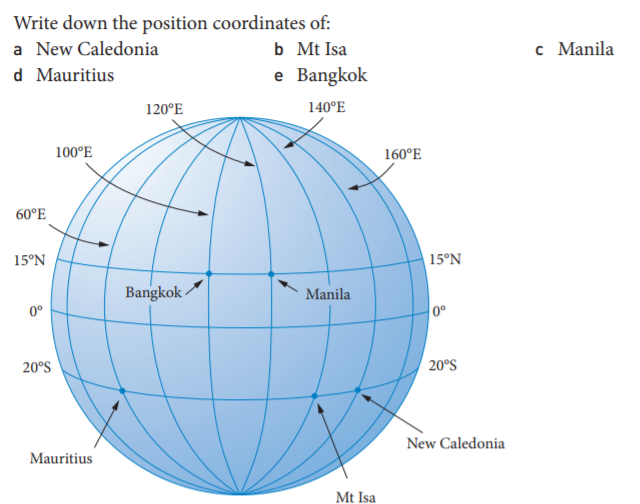 Write down the position coordinates of:
a New Caledonia b Mt Isa c Manila
d Mauritius e Bangkok
120°E 140°E
100°E 160°E
60°E
15°N 15°N
Bangkok Manila
0° 0°
20°S 20°S
New Caledonia
Mauritius
Mt Isa